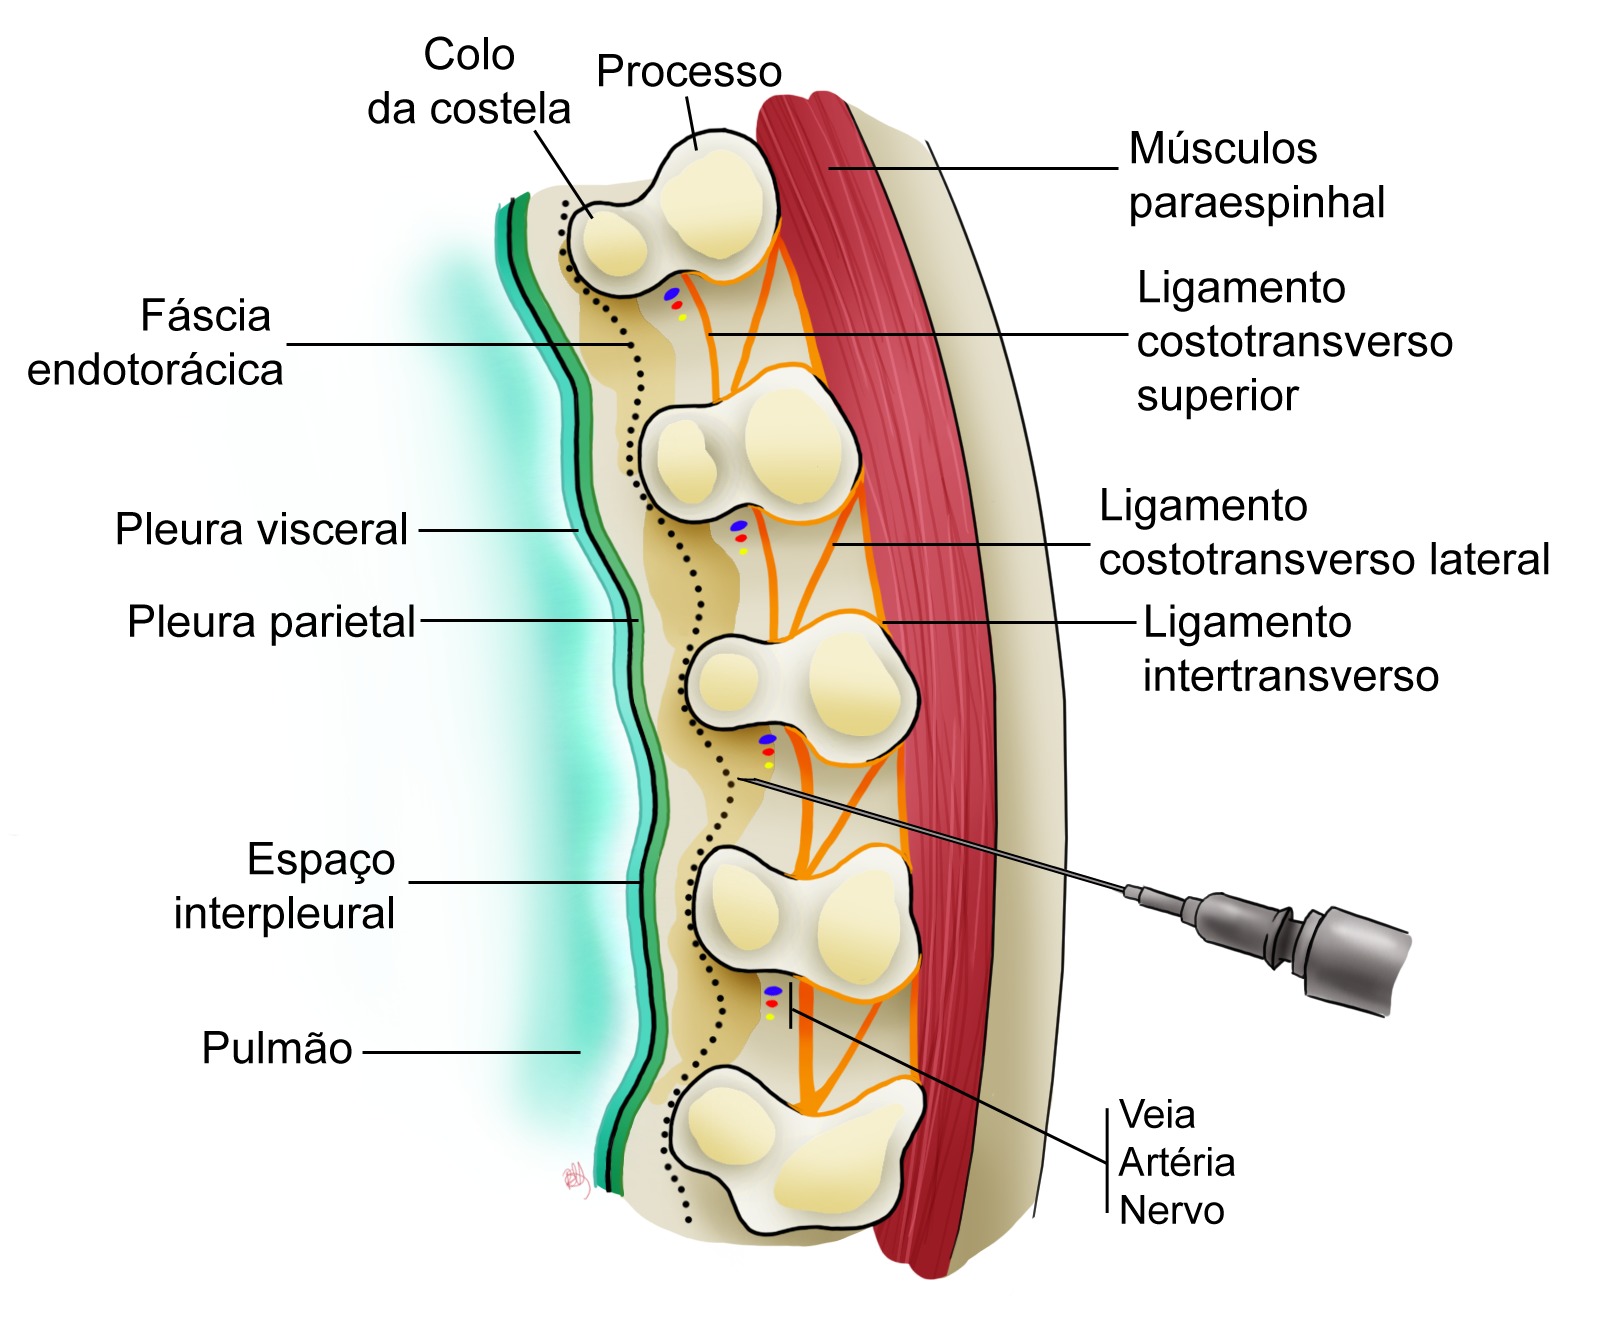 Colo
da costela
Processo
Músculos
paraespinhal
Ligamento
costotransverso
superior
Fáscia
endotorácica
Ligamento
costotransverso lateral
Pleura visceral
Pleura parietal
Ligamento
intertransverso
Espaço
interpleural
Pulmão
Veia
Artéria
Nervo